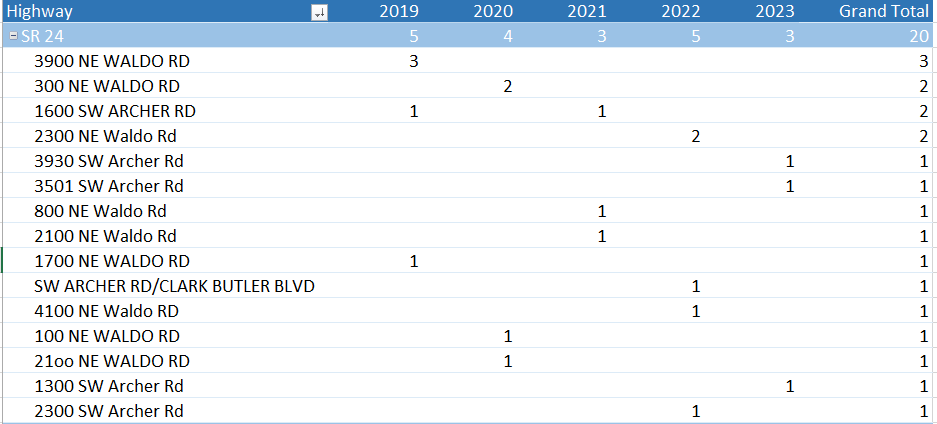 Highway 2019 2020 2021 2022 2023 Grand Total
SR 24 5 4 3 5 3 20
3900 NE WALDO RD 3 3
300 NE WALDO RD 2 2
1600 SW ARCHER RD 1 1 2
2300 NE Waldo Rd 2 2
3930 SW Archer Rd 1 1
3501 SW Archer Rd 1 1
800 NE Waldo Rd 1 1
2100 NE Waldo Rd 1 1
1700 NE WALDO RD 1 1
SW ARCHER RD/CLARK BUTLER BLVD 1 1
4100 NE Waldo RD 1 1
100 NE WALDO RD 1 1
21oo NE WALDO RD 1 1
1300 SW Archer Rd 1 1
2300 SW Archer Rd 1 1